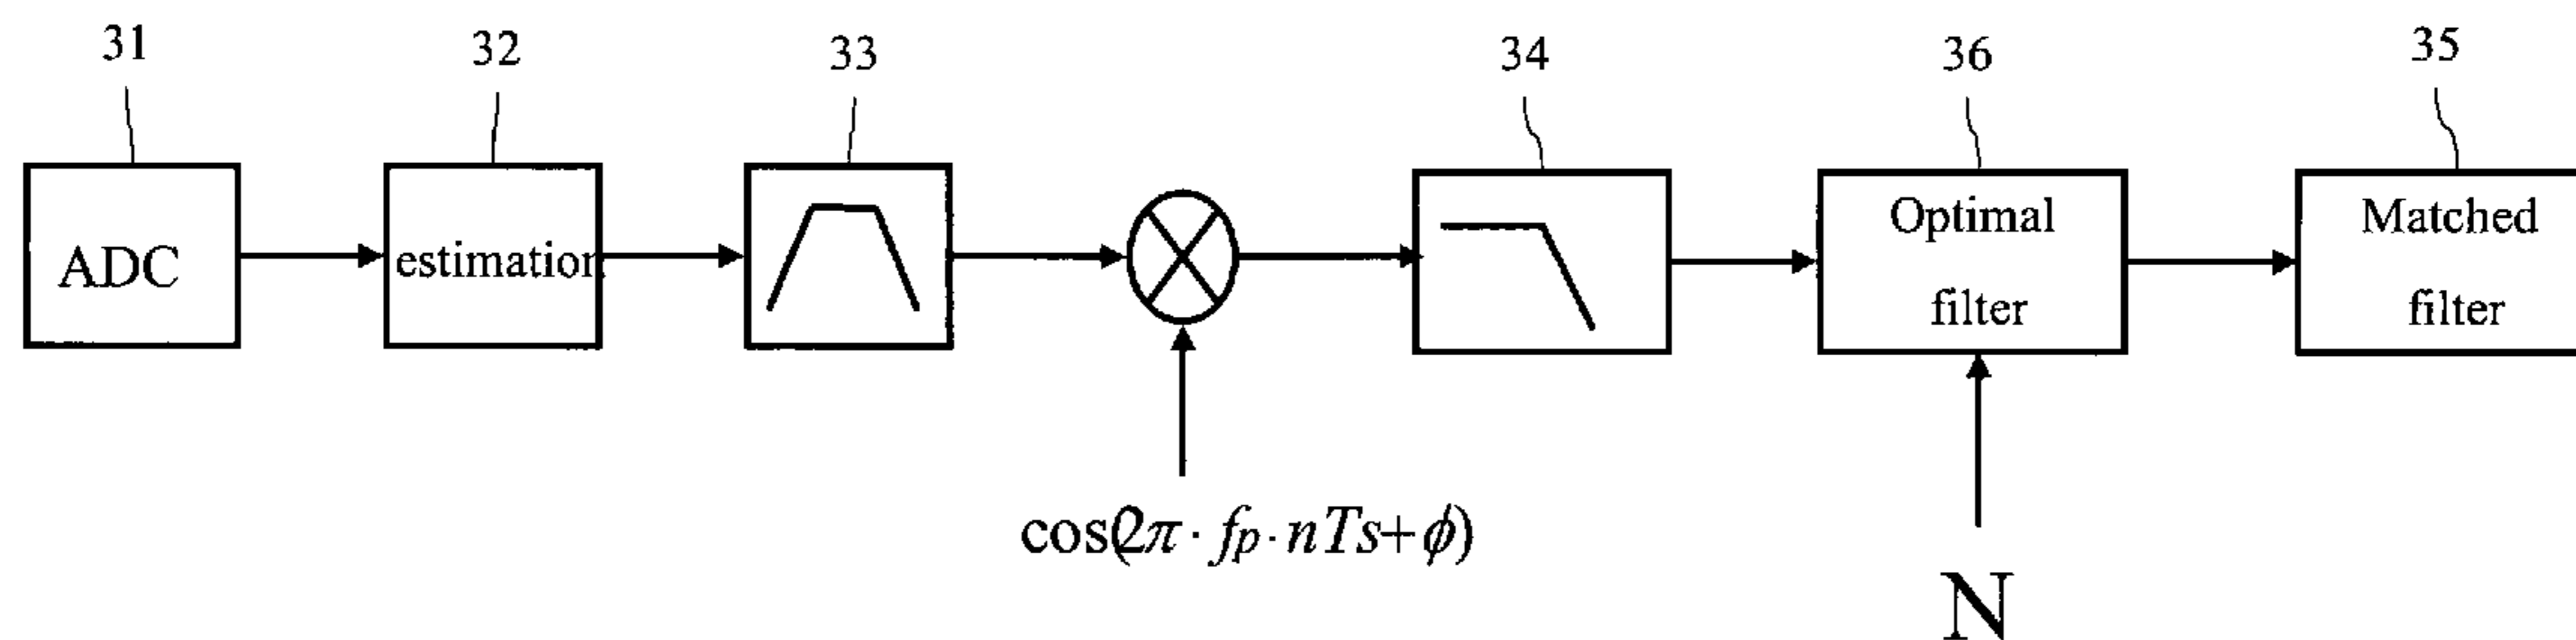 31
32
33
34
36
35
ADC
estimation
Optimal
filter
Matched
filter
cos(2π · fp · nTs+ϕ)
N